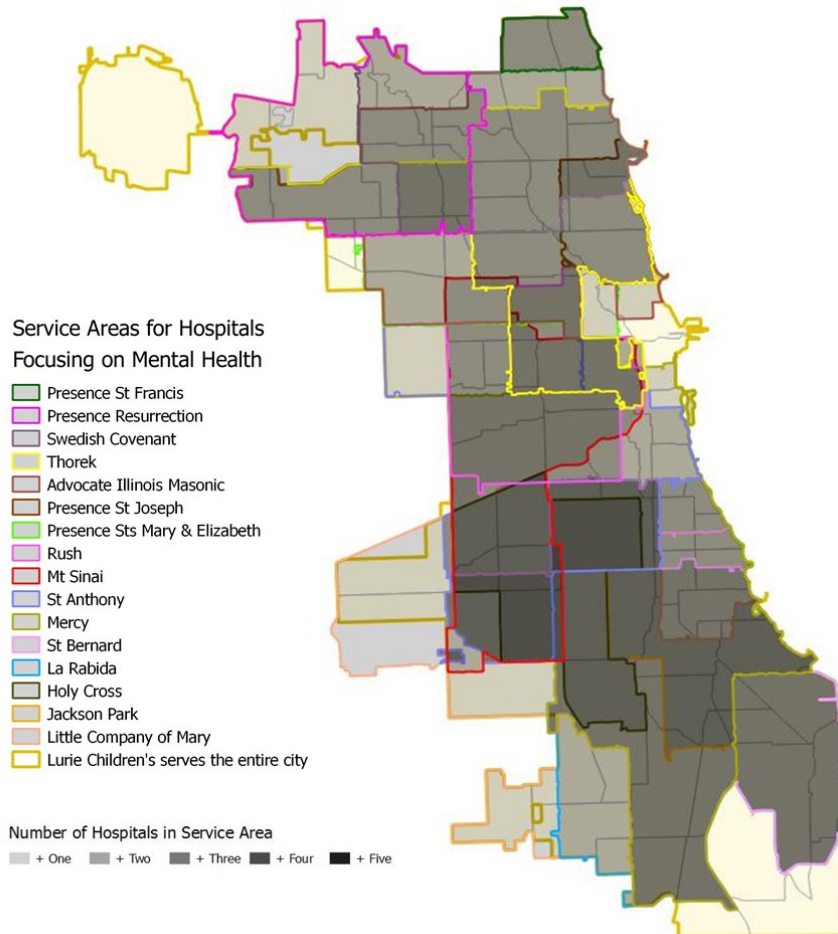 Service Areas for Hospitals
Focusing on Mental Health
Presence St Francis
Presence Resurrection
Swedish Covenant
Thorek
Advocate Illinois Masonic
Presence St Joseph
Presence Sts Mary & Elizabeth
Rush
Mt Sinai
St Anthony
Mercy
St Bernard
La Rabida
Holy Cross
Jackson Park
Little Company of Mary
Lurie Children's serves the entire city
Number of Hospitals in Service Area
+ One + Two + Three + Four + Five